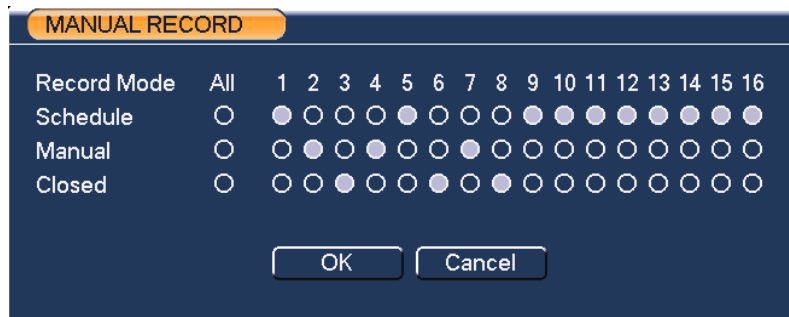 MANUAL RECORD
Record Mode All 1 2 3 4 5 6 7 8 9 10 11 12 13 14 15 16
Schedule
Manual
Closed
OK Cancel